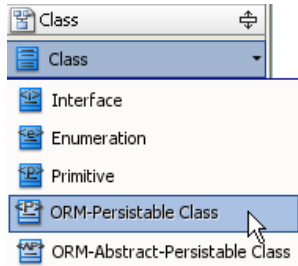 Class
Class
Interface
Enumeration
Primitive
ORM-Persistable Class
ORM-Abstract-Persistable Class